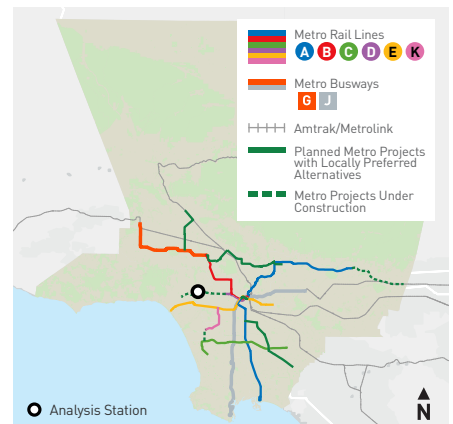 Metro Rail Lines
A B C D E K
Metro Busways
G J
Amtrak/Metrolink
Planned Metro Projects
with Locally Preferred
Alternatives
Metro Projects Under
Construction
Analysis Station
N